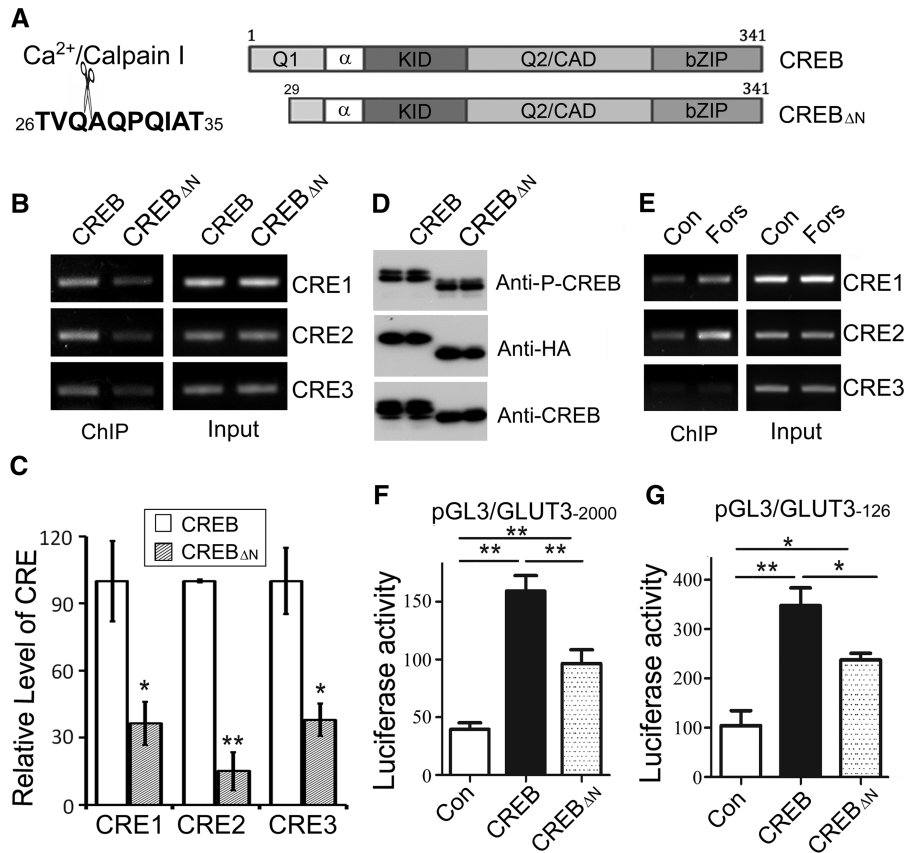 A
Ca2+/Calpain I
26TVQAQPQIAT35
1 341
Q1 α KID Q2/CAD bZIP CREB
29 341
α KID Q2/CAD bZIP CREBΔN
B
CREB CREBΔN CREB CREBΔN
CRE1
CRE2
CRE3
ChIP Input
D
CREB CREBΔN
Anti-P-CREB
Anti-HA
Anti-CREB
E
Con Fors Con Fors
CRE1
CRE2
CRE3
ChIP Input
C
Relative Level of CRE
120
90
60
30
0
CREB
CREBΔN
* ** *
CRE1 CRE2 CRE3
F
pGL3/GLUT3-2000
**
** **
Luciferase activity
150
100
50
0
Con CREB CREBΔN
G
pGL3/GLUT3-126
*
** *
Luciferase activity
400
300
200
100
0
Con CREB CREBΔN